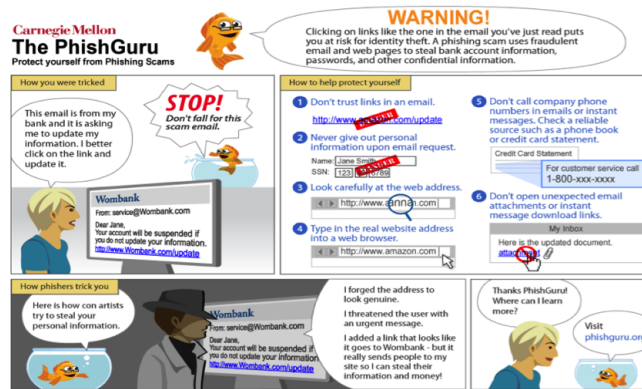 Carnegie Mellon
The PhishGuru
Protect yourself from Phishing Scams
WARNING!
Clicking on links like the one in the email you've just read puts
you at risk for identity theft. A phishing scam uses fraudulent
email and web pages to steal bank account information,
passwords, and other confidential information.
How you were tricked
This email is from my
bank and it is asking
me to update my
information. I better
click on the link and
update it.
STOP!
Don't fall for this
scam email.
Wombank
From: service@Wombank.com
Dear Jane,
Your account will be suspended if
you do not update your information.
http://www.Wombank.com/update
How to help protect yourself
1 Don't trust links in an email.
http://www. .com/update
DANGER
2 Never give out personal
information upon email request.
Name: Jane Smith
SSN: 123 6789
DANGER
3 Look carefully at the web address.
http://www.amnnan.com
4 Type in the real website address
into a web browser.
http://www.amazon.com
5 Don't call company phone
numbers in emails or instant
messages. Check a reliable
source such as a phone book
or credit card statement.
Credit Card Statement
For customer service call
1-800-xxx-xxxx
6 Don't open unexpected email
attachments or instant
message download links.
My Inbox
Here is the updated document.
attachment
How phishers trick you
Here is how con artists
try to steal your
personal information.
Wombank
From: service@Wombank.com
Dear Jane,
Your account will be suspended if
you do not update your information
http://www.Wombank.com/update
I forged the address to
look genuine.
I threatened the user with
an urgent message.
I added a link that looks like
it goes to Wombank - but it
really sends people to my
site so I can steal their
information and money!
Thanks PhishGuru!
Where can I learn
more?
Visit
phishguru.org